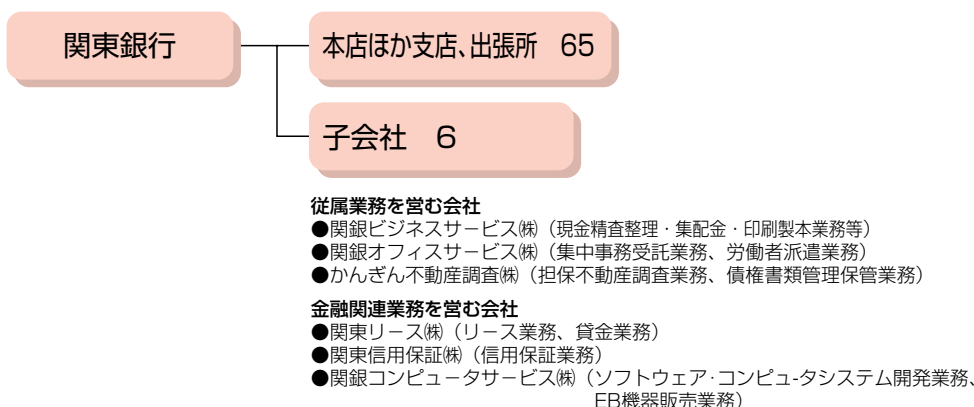 関東銀行
本店ほか支店、出張所 65
子会社 6
従属業務を営む会社
●関銀ビジネスサービス㈱（現金精査整理・集配金・印刷製本業務等）
●関銀オフィスサービス㈱（集中事務受託業務、労働者派遣業務）
●かんぎん不動産調査㈱（担保不動産調査業務、債権書類管理保管業務）
金融関連業務を営む会社
●関東リース㈱（リース業務、貸金業務）
●関東信用保証㈱（信用保証業務）
●関銀コンピュータサービス㈱（ソフトウェア・コンピュ-タシステム開発業務、
EB機器販売業務）